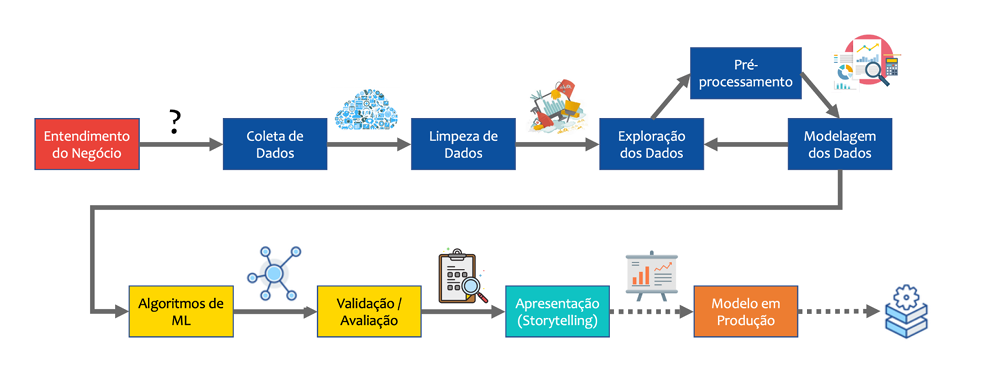 Pré-
processamento
?
Entendimento
do Negócio
Coleta de
Dados
Limpeza de
Dados
Exploração
dos Dados
Modelagem
dos Dados
Algoritmos de
ML
Validação /
Avaliação
Apresentação
(Storytelling)
Modelo em
Produção